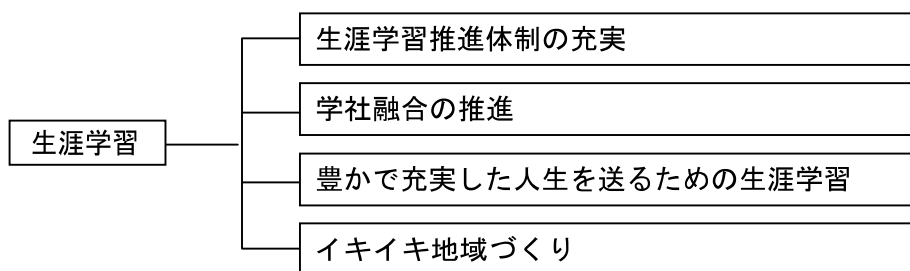 生涯学習推進体制の充実
学社融合の推進
生涯学習
豊かで充実した人生を送るための生涯学習
イキイキ地域づくり